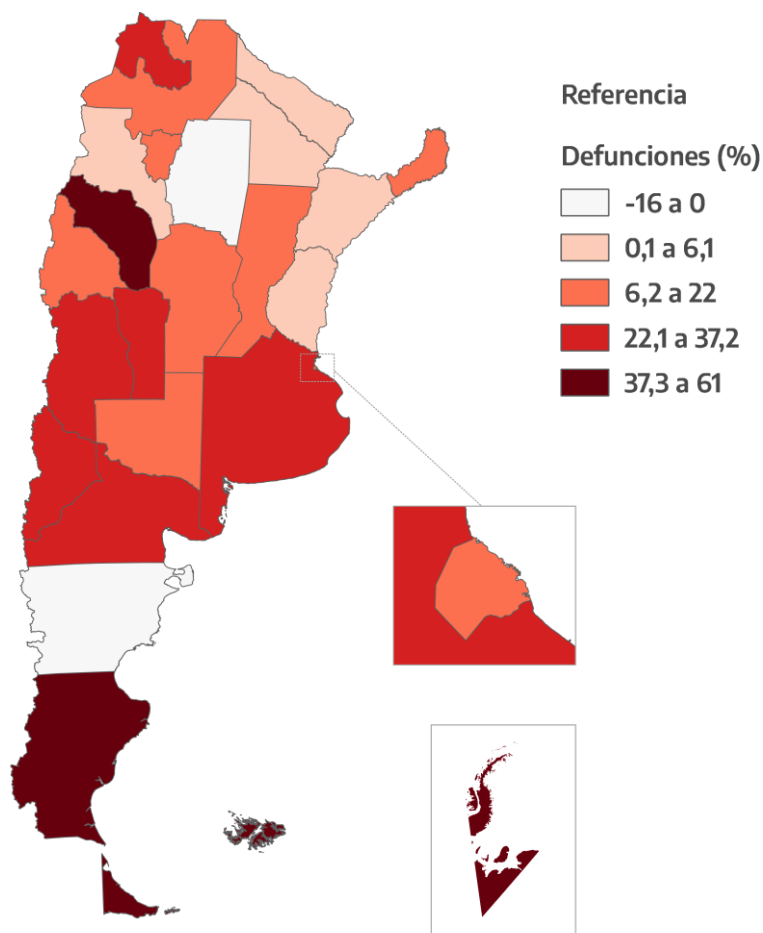 Referencia
Defunciones (%)
-16 a 0
0,1 a 6,1
6,2 a 22
22,1 a 37,2
37,3 a 61